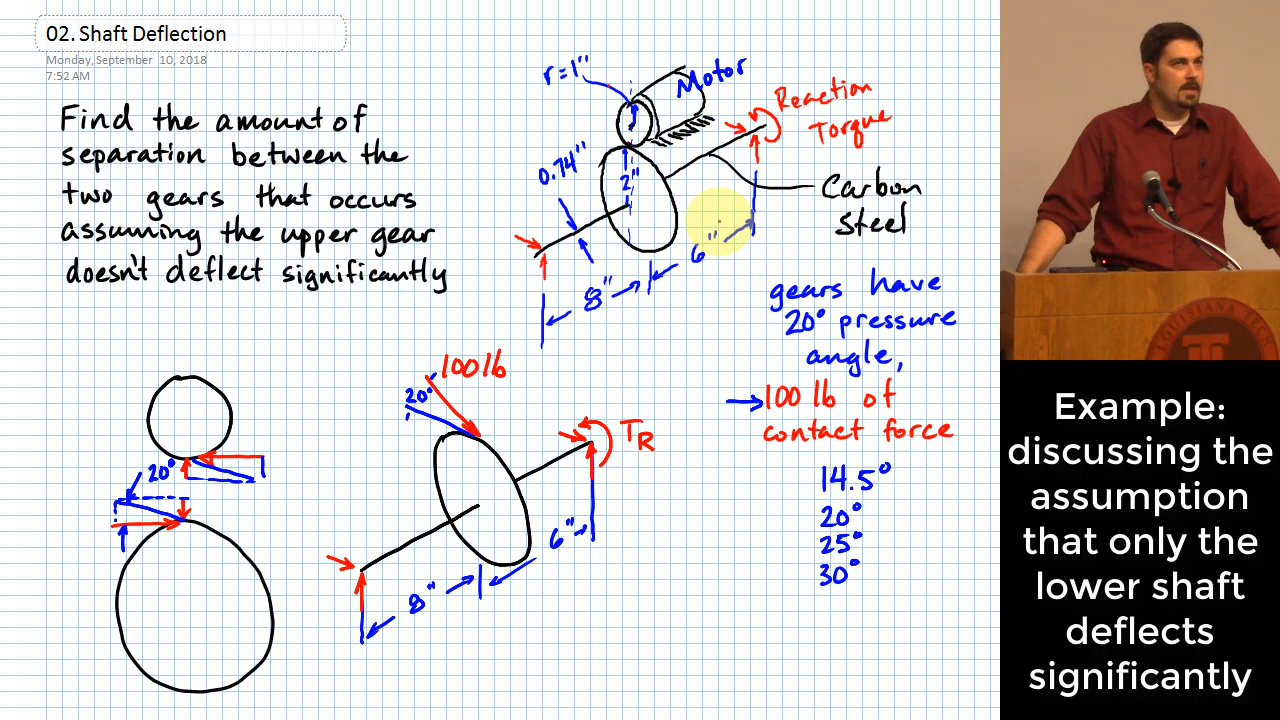 02. Shaft Deflection
Monday, September 10, 2018
7:52 AM
Find the amount of
separation between the
two gears that occurs
assuming the upper gear
doesn't deflect significantly
r=1"
Motor
Reaction
Torque
0.74"
2"
Carbon
steel
6"
8"
gears have
20° pressure
angle,
→100 lb of
contact force
14.5°
20°
25°
30°
100 lb
20°
T_R
6"
8"
20°
LOUISIANA TECH
Example:
discussing the
assumption
that only the
lower shaft
deflects
significantly